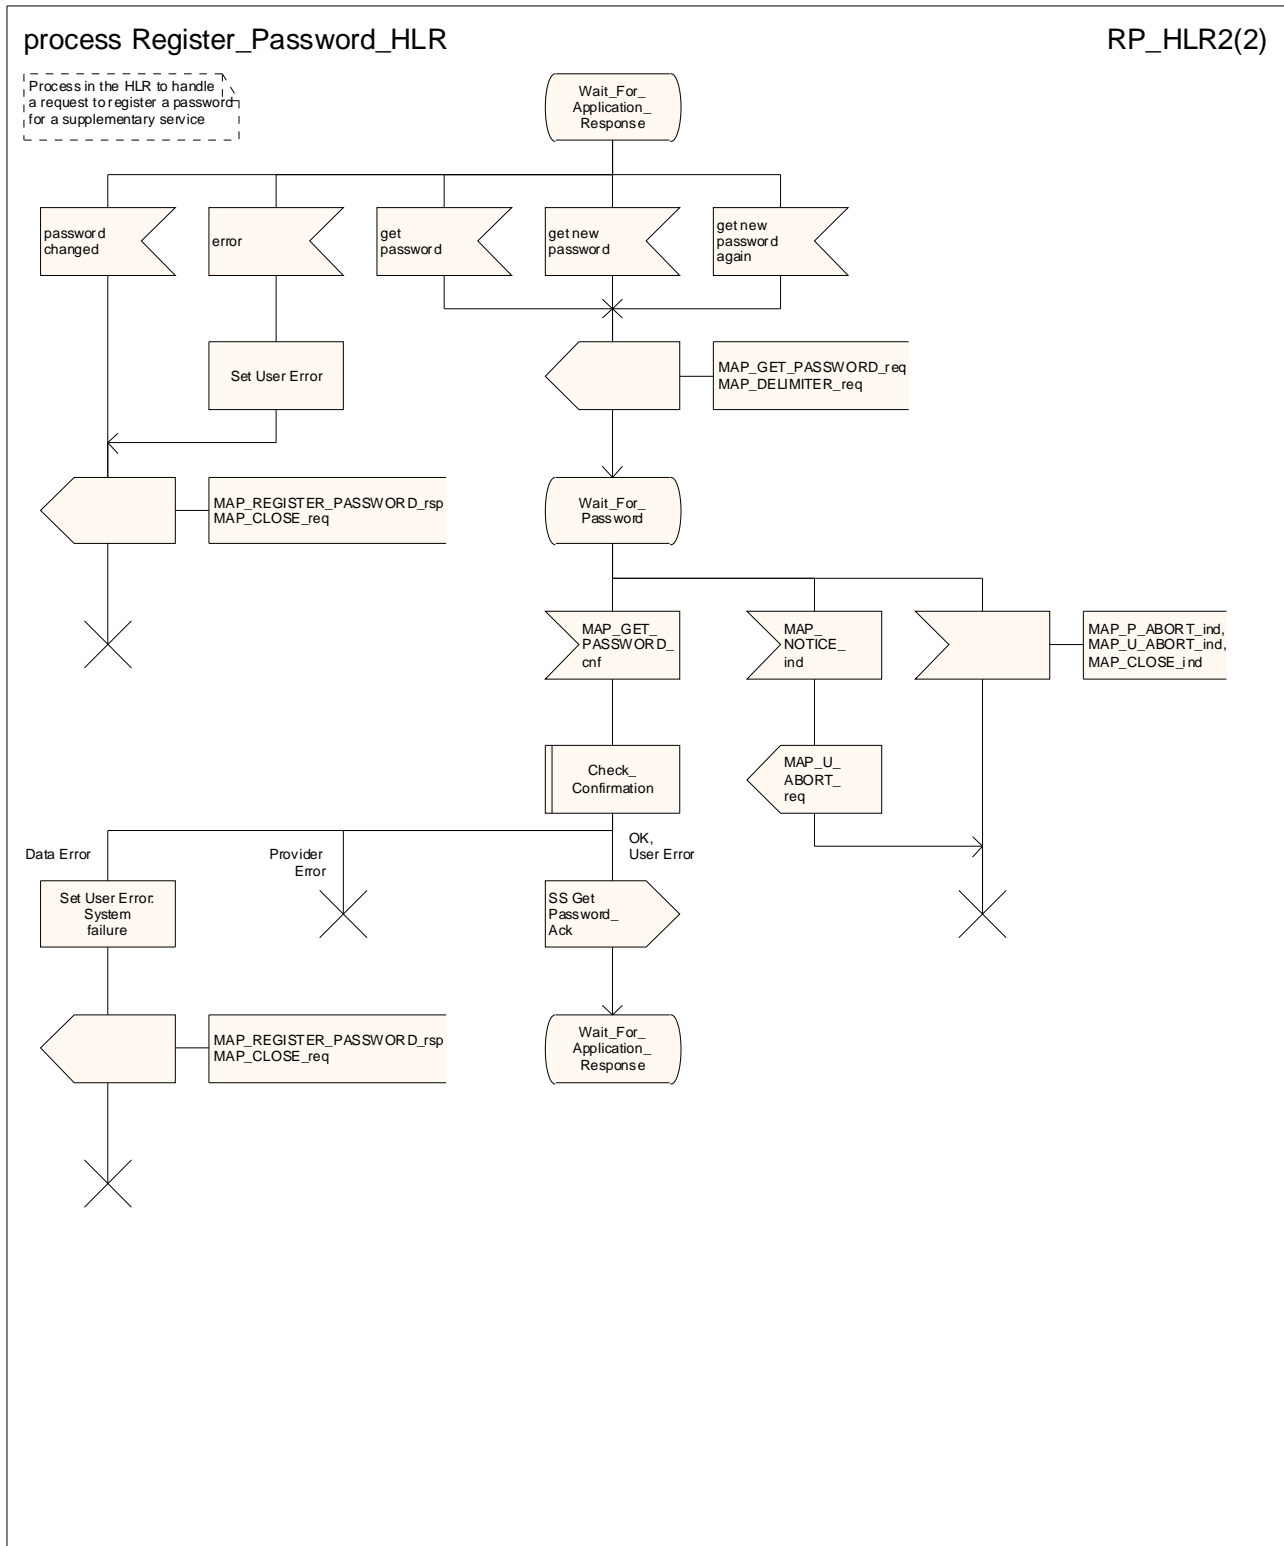 process Register_Password_HLR
RP_HLR2(2)
Process in the HLR to handle
a request to register a password
for a supplementary service
Wait_For_
Application_
Response
password
changed
error
get
password
get new
password
get new
password
again
Set User Error
MAP_GET_PASSWORD_req
MAP_DELIMITER_req
MAP_REGISTER_PASSWORD_rsp
MAP_CLOSE_req
Wait_For_
Password
MAP_GET_
PASSWORD_
cnf
MAP_
NOTICE_
ind
MAP_P_ABORT_ind,
MAP_U_ABORT_ind,
MAP_CLOSE_ind
Check_
Confirmation
MAP_U_
ABORT_
req
Data Error
Provider
Error
OK,
User Error
Set User Error:
System
failure
SS Get
Password_
Ack
MAP_REGISTER_PASSWORD_rsp
MAP_CLOSE_req
Wait_For_
Application_
Response